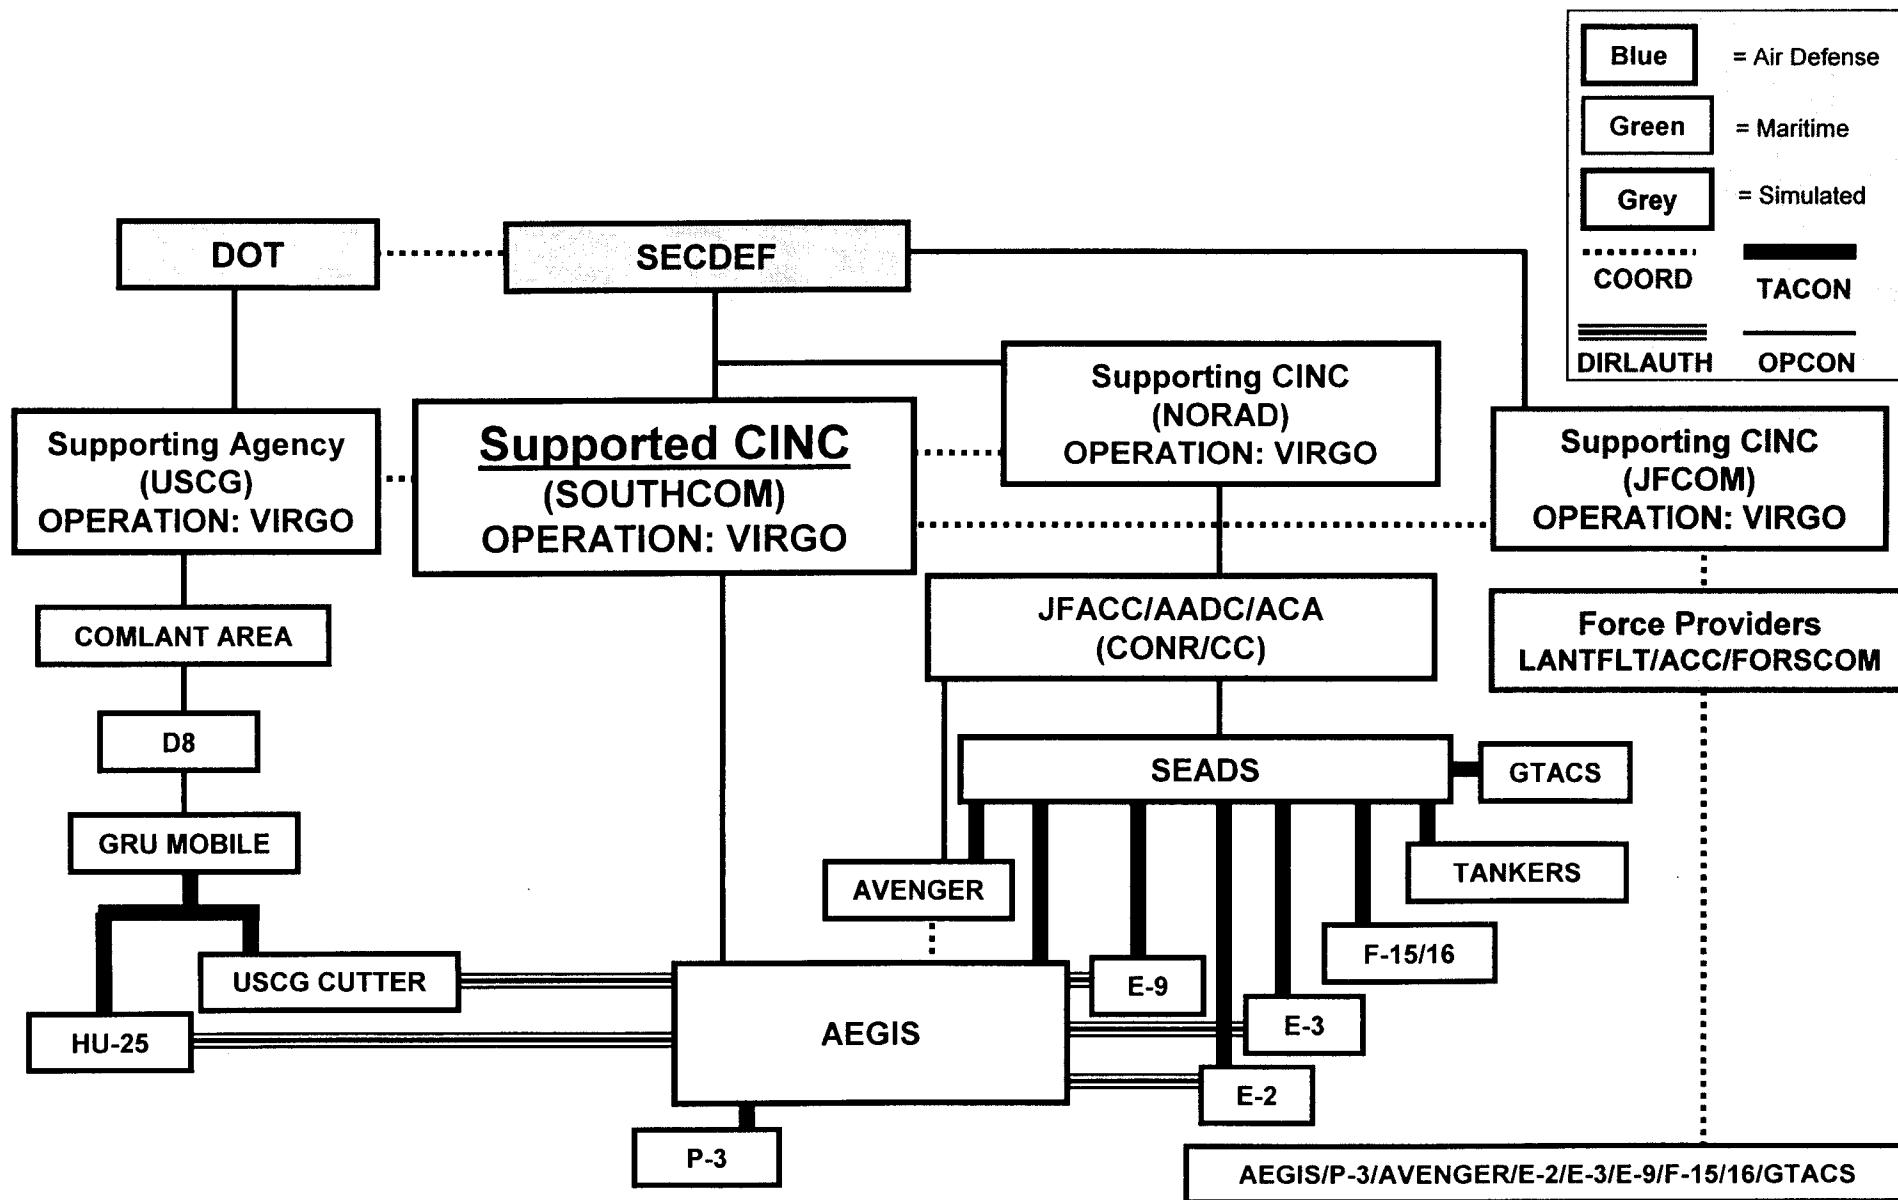 Blue = Air Defense
Green = Maritime
Grey = Simulated
COORD TACON
DIRLAUTH OPCON
DOT
SECDEF
Supporting CINC
(NORAD)
OPERATION: VIRGO
Supporting Agency
(USCG)
OPERATION: VIRGO
Supported CINC
(SOUTHCOM)
OPERATION: VIRGO
Supporting CINC
(JFCOM)
OPERATION: VIRGO
COMLANT AREA
JFACC/AADC/ACA
(CONR/CC)
Force Providers
LANTFLT/ACC/FORSCOM
D8
SEADS
GTACS
GRU MOBILE
AVENGER
TANKERS
F-15/16
USCG CUTTER
E-9
HU-25
AEGIS
E-3
E-2
P-3
AEGIS/P-3/AVENGER/E-2/E-3/E-9/F-15/16/GTACS